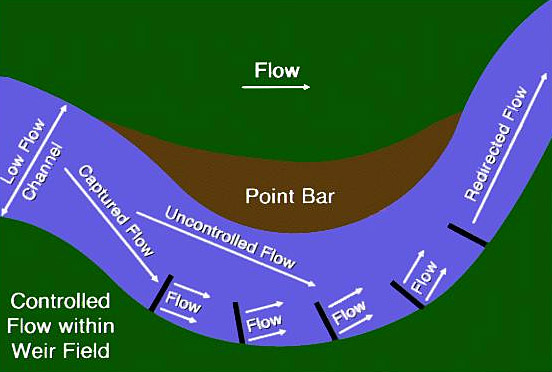 Flow
Low Flow
Channel
Captured Flow
Uncontrolled Flow
Point Bar
Redirected Flow
Flow
Flow
Flow
Flow
Controlled
Flow within
Weir Field